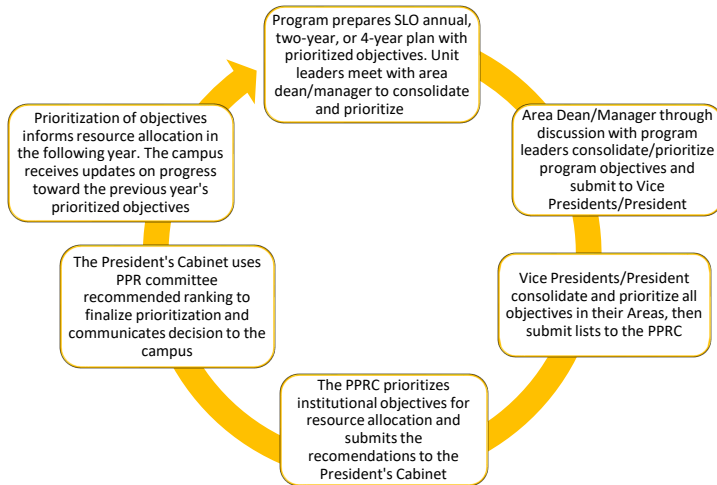 Program prepares SLO annual,
two-year, or 4-year plan with
prioritized objectives. Unit
leaders meet with area
dean/manager to consolidate
and prioritize
Area Dean/Manager through
discussion with program
leaders consolidate/prioritize
program objectives and
submit to Vice
Presidents/President
Vice Presidents/President
consolidate and prioritize all
objectives in their Areas, then
submit lists to the PPRC
The PPRC prioritizes
institutional objectives for
resource allocation and
submits the
recomendations to the
President's Cabinet
The President's Cabinet uses
PPR committee
recommended ranking to
finalize prioritization and
communicates decision to the
campus
Prioritization of objectives
informs resource allocation in
the following year. The campus
receives updates on progress
toward the previous year's
prioritized objectives